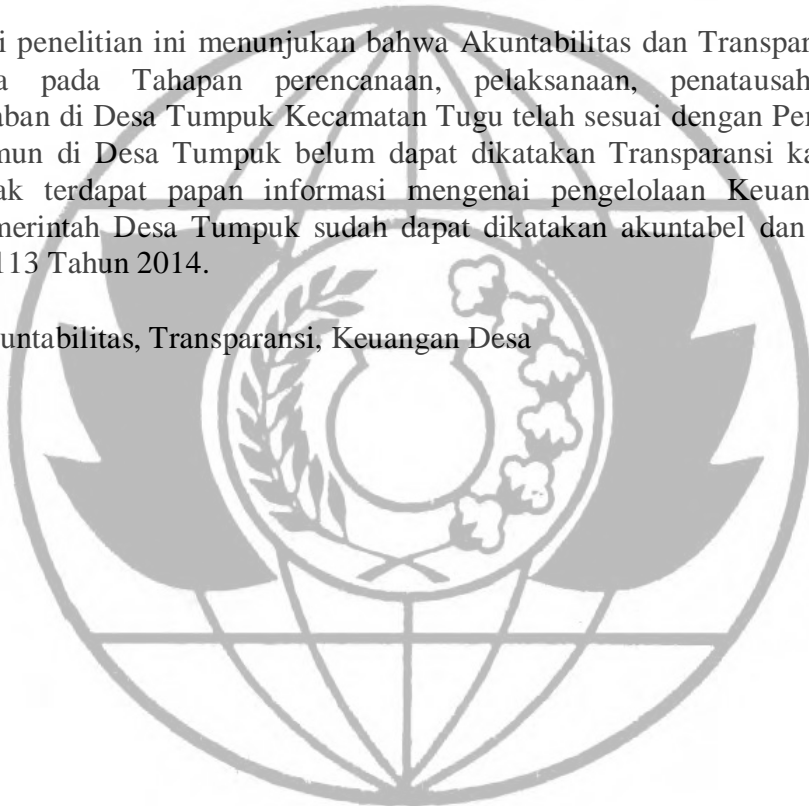 i penelitian ini menunjukan bahwa Akuntabilitas dan Transpar
a pada Tahapan perencanaan, pelaksanaan, penatausah
aban di Desa Tumpuk Kecamatan Tugu telah sesuai dengan Per
mun di Desa Tumpuk belum dapat dikatakan Transparansi ka
ak terdapat papan informasi mengenai pengelolaan Keuan
merintah Desa Tumpuk sudah dapat dikatakan akuntabel dan
113 Tahun 2014.
untabilitas, Transparansi, Keuangan Desa